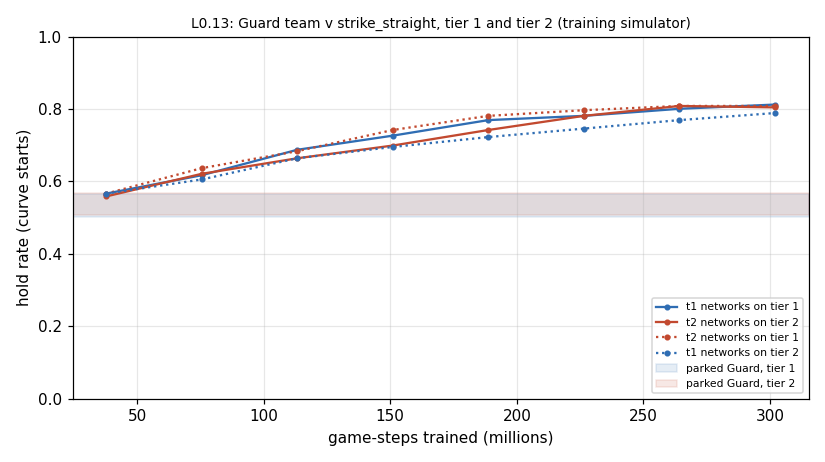 L0.13: Guard team v strike_straight, tier 1 and tier 2 (training simulator)
hold rate (curve starts)
1.0
0.8
0.6
0.4
0.2
0.0
50
100
150
200
250
300
game-steps trained (millions)
t1 networks on tier 1
t2 networks on tier 2
t2 networks on tier 1
t1 networks on tier 2
parked Guard, tier 1
parked Guard, tier 2